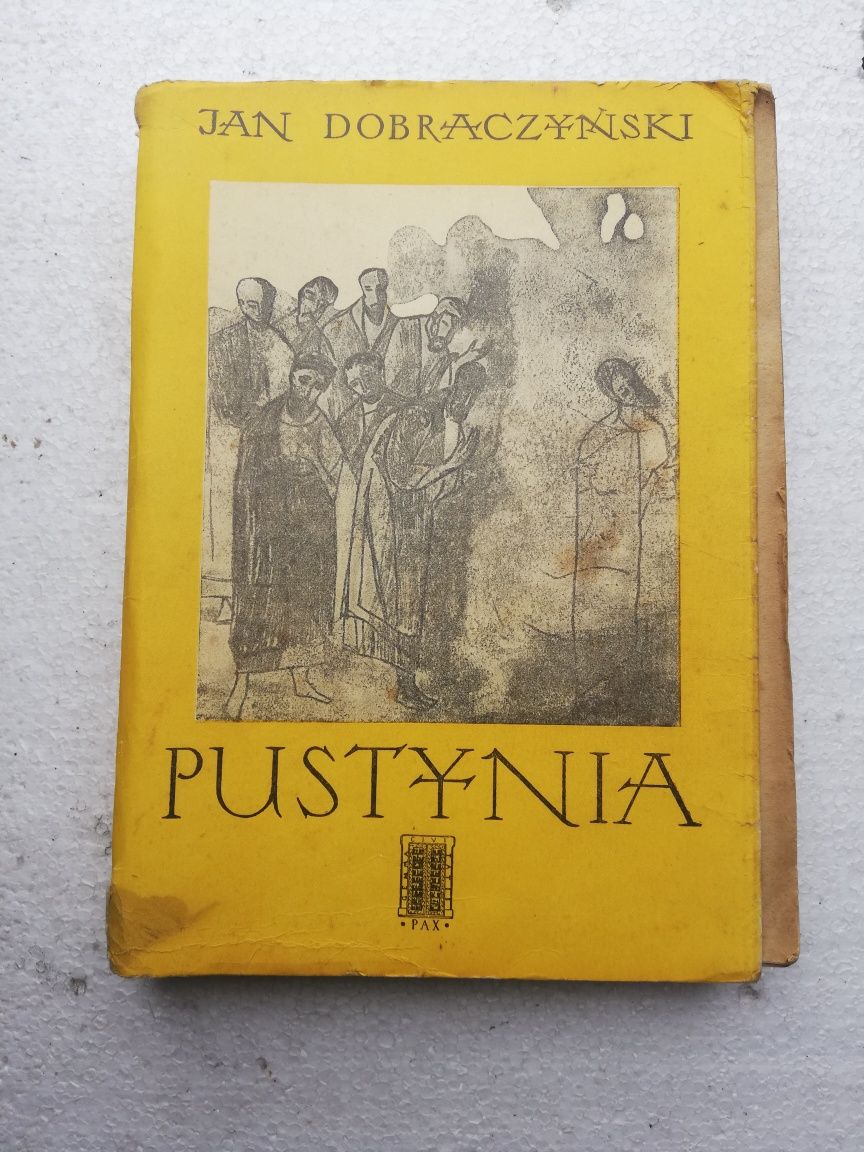 JAN DOBRACZYŃSKI
PUSTYNIA
• PAX •